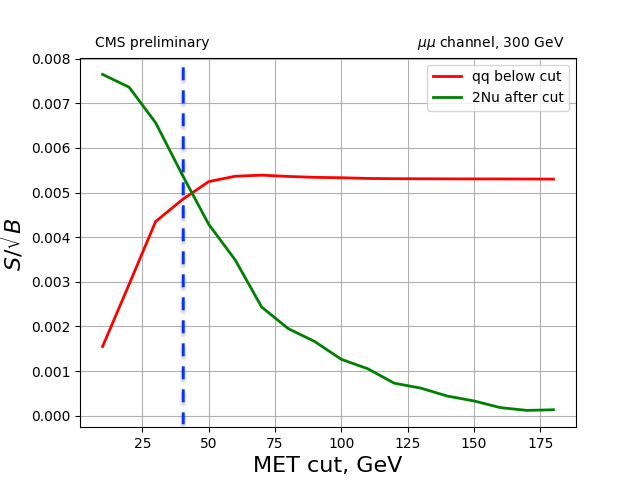 CMS preliminary
μμ channel, 300 GeV
qq below cut
2Nu after cut
0.008
0.007
0.006
0.005
0.004
0.003
0.002
0.001
0.000
S/√B
25 50 75 100 125 150 175
MET cut, GeV